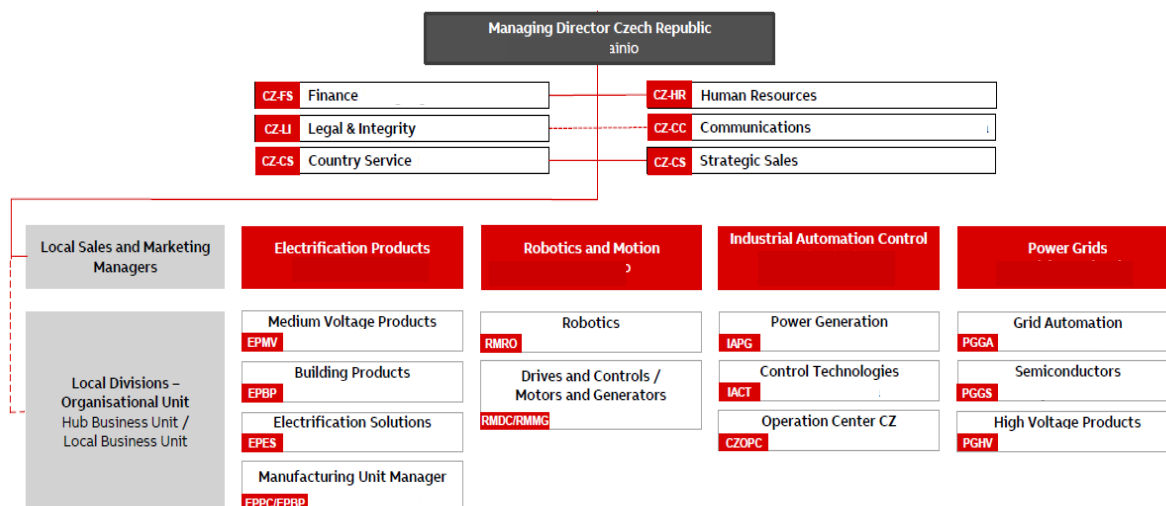 Managing Director Czech Republic
ainio
CZ-FS Finance
CZ-HR Human Resources
CZ-LI Legal & Integrity
CZ-CC Communications
CZ-CS Country Service
CZ-CS Strategic Sales
Local Sales and Marketing
Managers
Electrification Products
Robotics and Motion
Industrial Automation Control
Power Grids
Local Divisions –
Organisational Unit
Hub Business Unit /
Local Business Unit
Medium Voltage Products
EPMV
Building Products
EPBP
Electrification Solutions
EPES
Manufacturing Unit Manager
EPPC/EPBP
Robotics
RMRO
Drives and Controls /
Motors and Generators
RMDC/RMMG
Power Generation
IAPG
Control Technologies
IACT
Operation Center CZ
CZOPC
Grid Automation
PGGA
Semiconductors
PGGS
High Voltage Products
PGHV